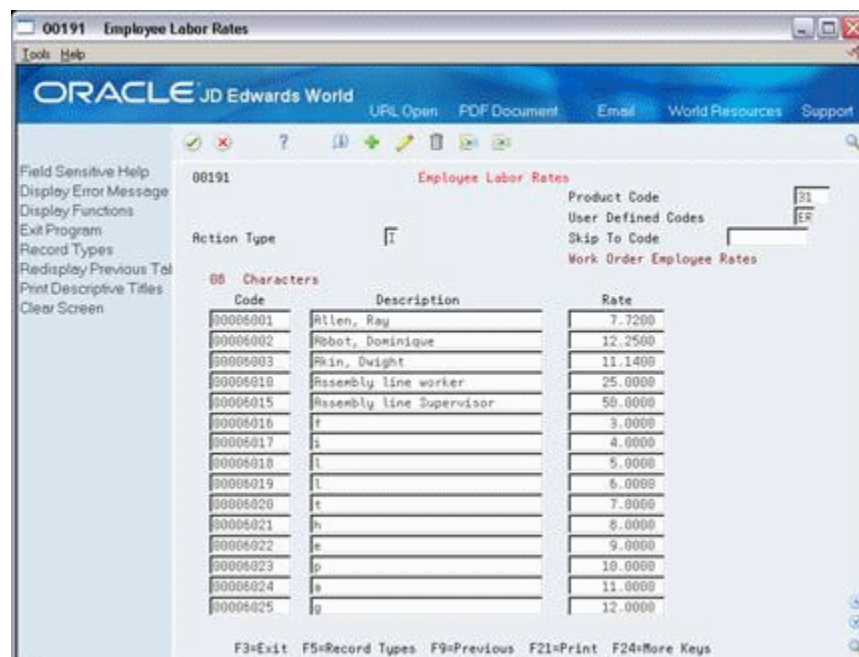 00191 Employee Labor Rates
Tools Help
ORACLE JD Edwards World
URL Open PDF Document Email World Resources Support
Field Sensitive Help
Display Error Message
Display Functions
Exit Program
Record Types
Redisplay Previous Tal
Print Descriptive Titles
Clear Screen
00191 Employee Labor Rates
Product Code 31
User Defined Codes ER
Action Type I Skip To Code
Work Order Employee Rates
08 Characters
Code Description Rate
00006001 Allen, Ray 7.7200
00006002 Abbot, Dominique 12.2500
00006003 Akin, Dwight 11.1400
00006010 Assembly line worker 25.0000
00006015 Assembly line Supervisor 50.0000
00006016 f 3.0000
00006017 i 4.0000
00006018 l 5.0000
00006019 l 6.0000
00006020 t 7.0000
00006021 h 8.0000
00006022 e 9.0000
00006023 p 10.0000
00006024 a 11.0000
00006025 g 12.0000
F3=Exit F5=Record Types F9=Previous F21=Print F24=More Keys